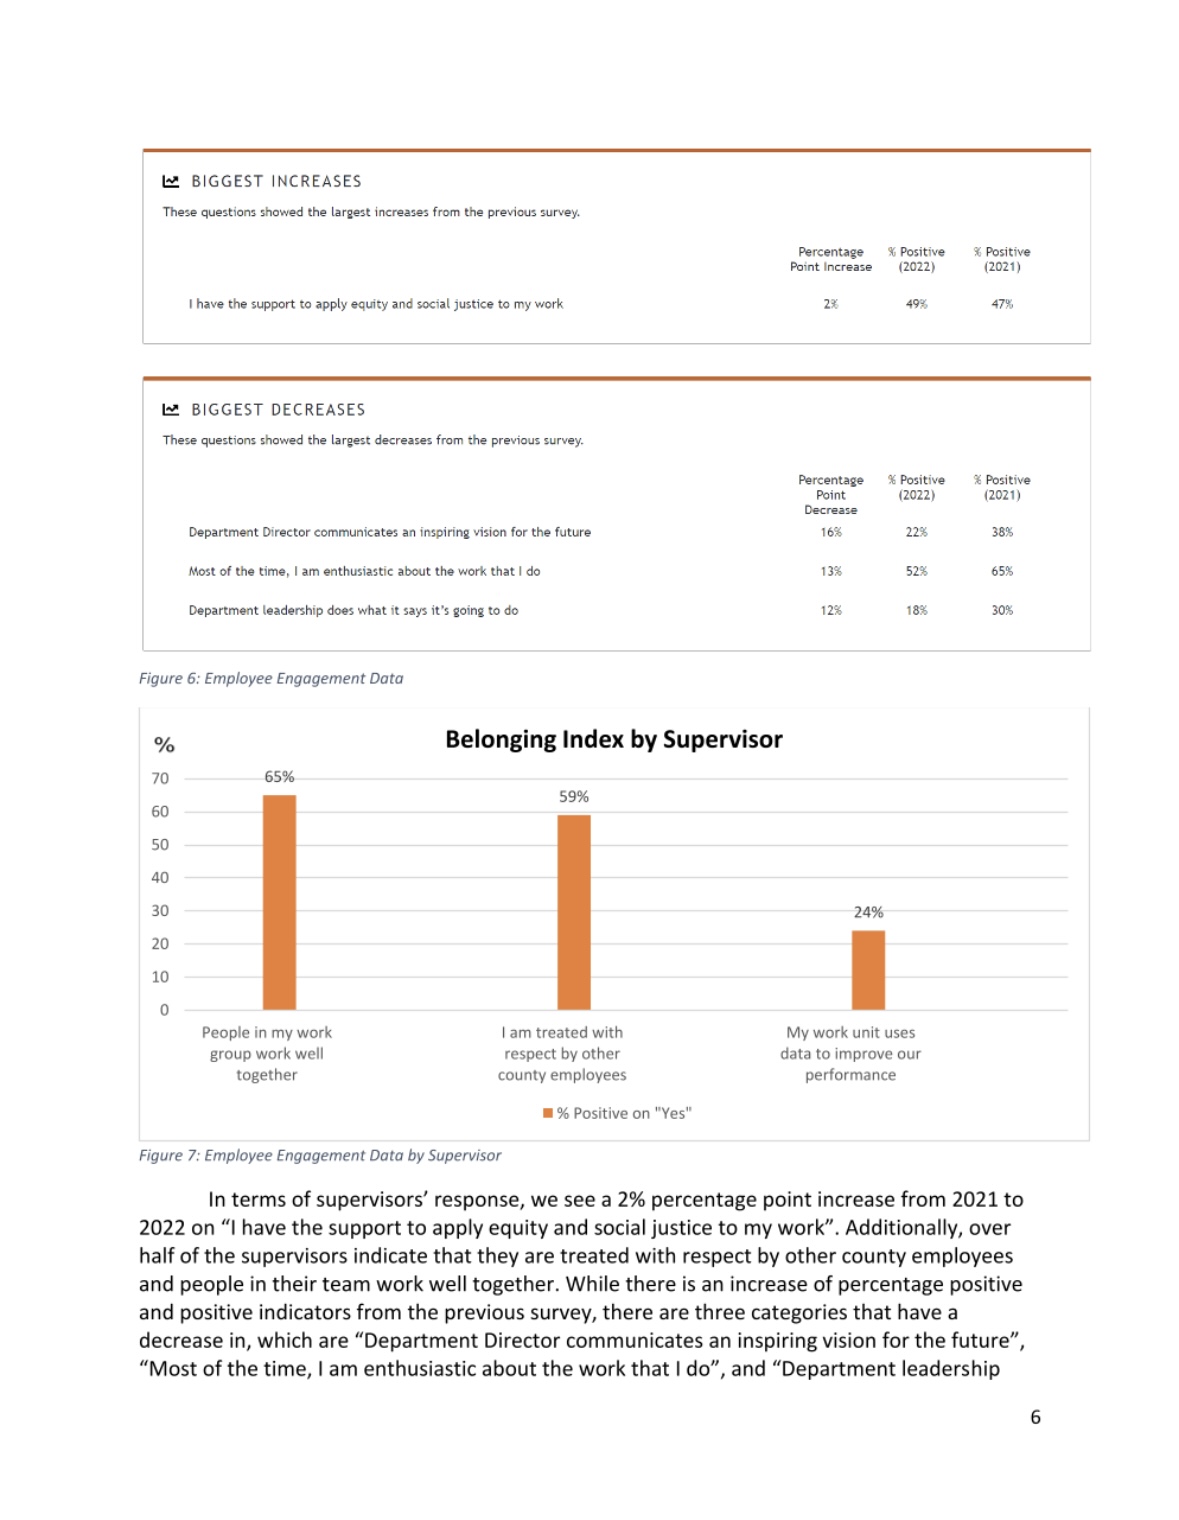 BIGGEST INCREASES
These questions showed the largest increases from the previous survey.
Percentage Point Increase % Positive (2022) % Positive (2021)
I have the support to apply equity and social justice to my work 2% 49% 47%
BIGGEST DECREASES
These questions showed the largest decreases from the previous survey.
Percentage Point Decrease % Positive (2022) % Positive (2021)
Department Director communicates an inspiring vision for the future 16% 22% 38%
Most of the time, I am enthusiastic about the work that I do 13% 52% 65%
Department leadership does what it says it's going to do 12% 18% 30%
Figure 6: Employee Engagement Data
% Belonging Index by Supervisor
70
60
50
40
30
20
10
0
65%
59%
24%
People in my work
group work well
together
I am treated with
respect by other
county employees
My work unit uses
data to improve our
performance
% Positive on "Yes"
Figure 7: Employee Engagement Data by Supervisor
In terms of supervisors’ response, we see a 2% percentage point increase from 2021 to
2022 on “I have the support to apply equity and social justice to my work”. Additionally, over
half of the supervisors indicate that they are treated with respect by other county employees
and people in their team work well together. While there is an increase of percentage positive
and positive indicators from the previous survey, there are three categories that have a
decrease in, which are “Department Director communicates an inspiring vision for the future”,
“Most of the time, I am enthusiastic about the work that I do”, and “Department leadership
6